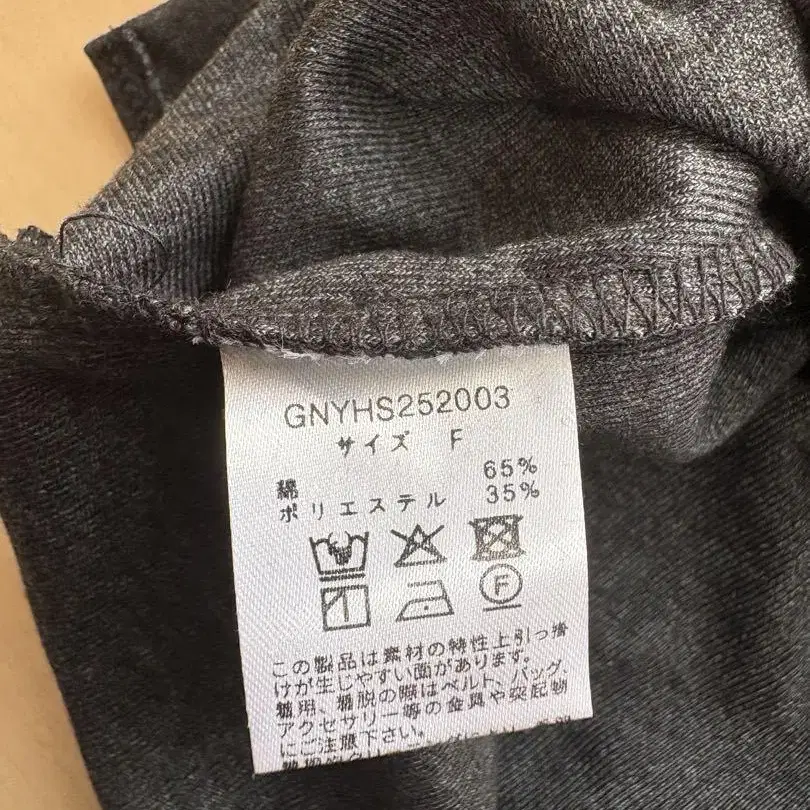 GNYHS252003
サイズ F
綿 65%
ポリエステル 35%
F
この製品は素材の特性上引っ掛
けが生じやすい面があります。
着用、着脱の際はベルト、バッグ、
アクセサリー等の金具や突起物
にご注意下さい。